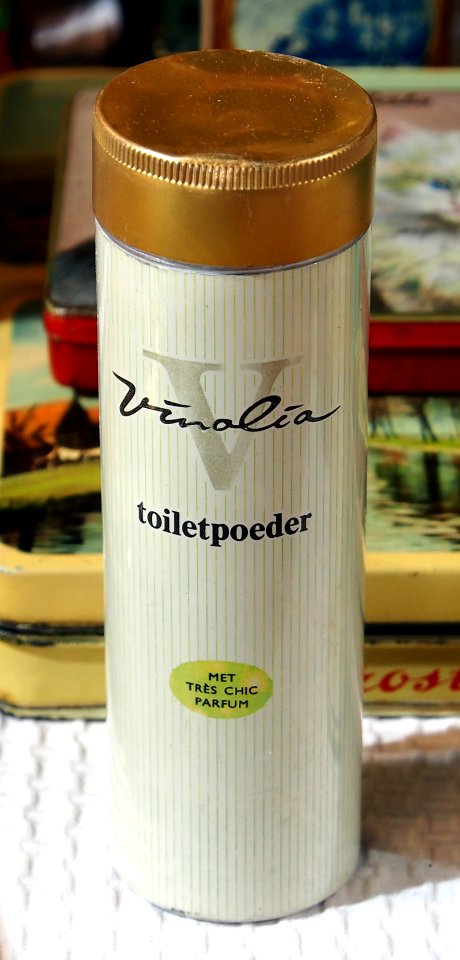 V
Vinolia
toiletpoeder
MET
TRÈS CHIC
PARFUM